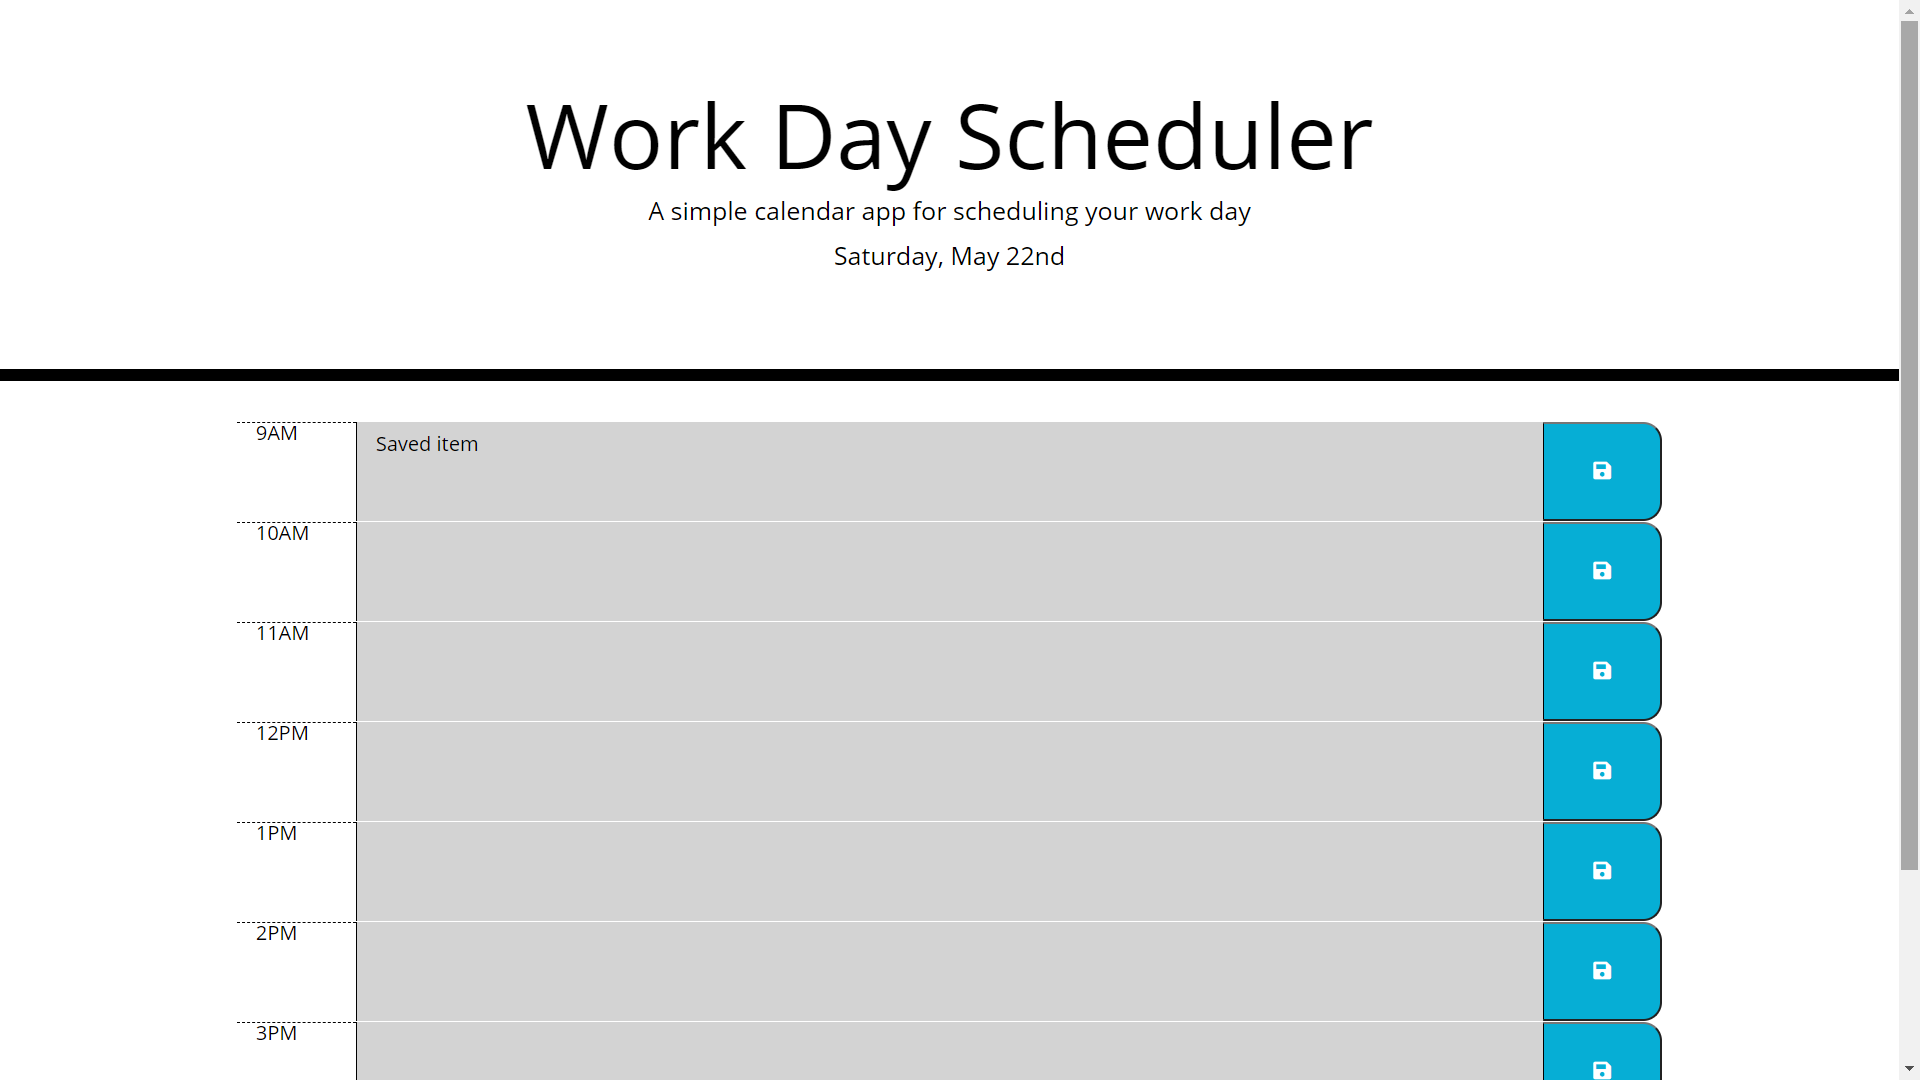 Work Day Scheduler
A simple calendar app for scheduling your work day
Saturday, May 22nd
9AM
Saved item
10AM
11AM
12PM
1PM
2PM
3PM